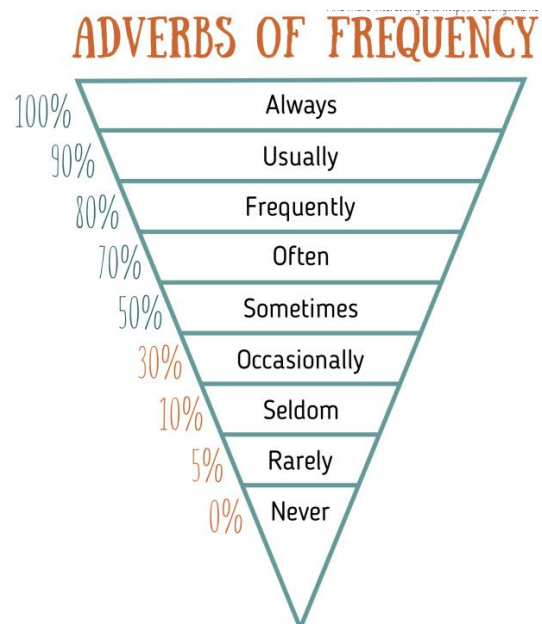 ADVERBS OF FREQUENCY
100% Always
90% Usually
80% Frequently
70% Often
50% Sometimes
30% Occasionally
10% Seldom
5% Rarely
0% Never